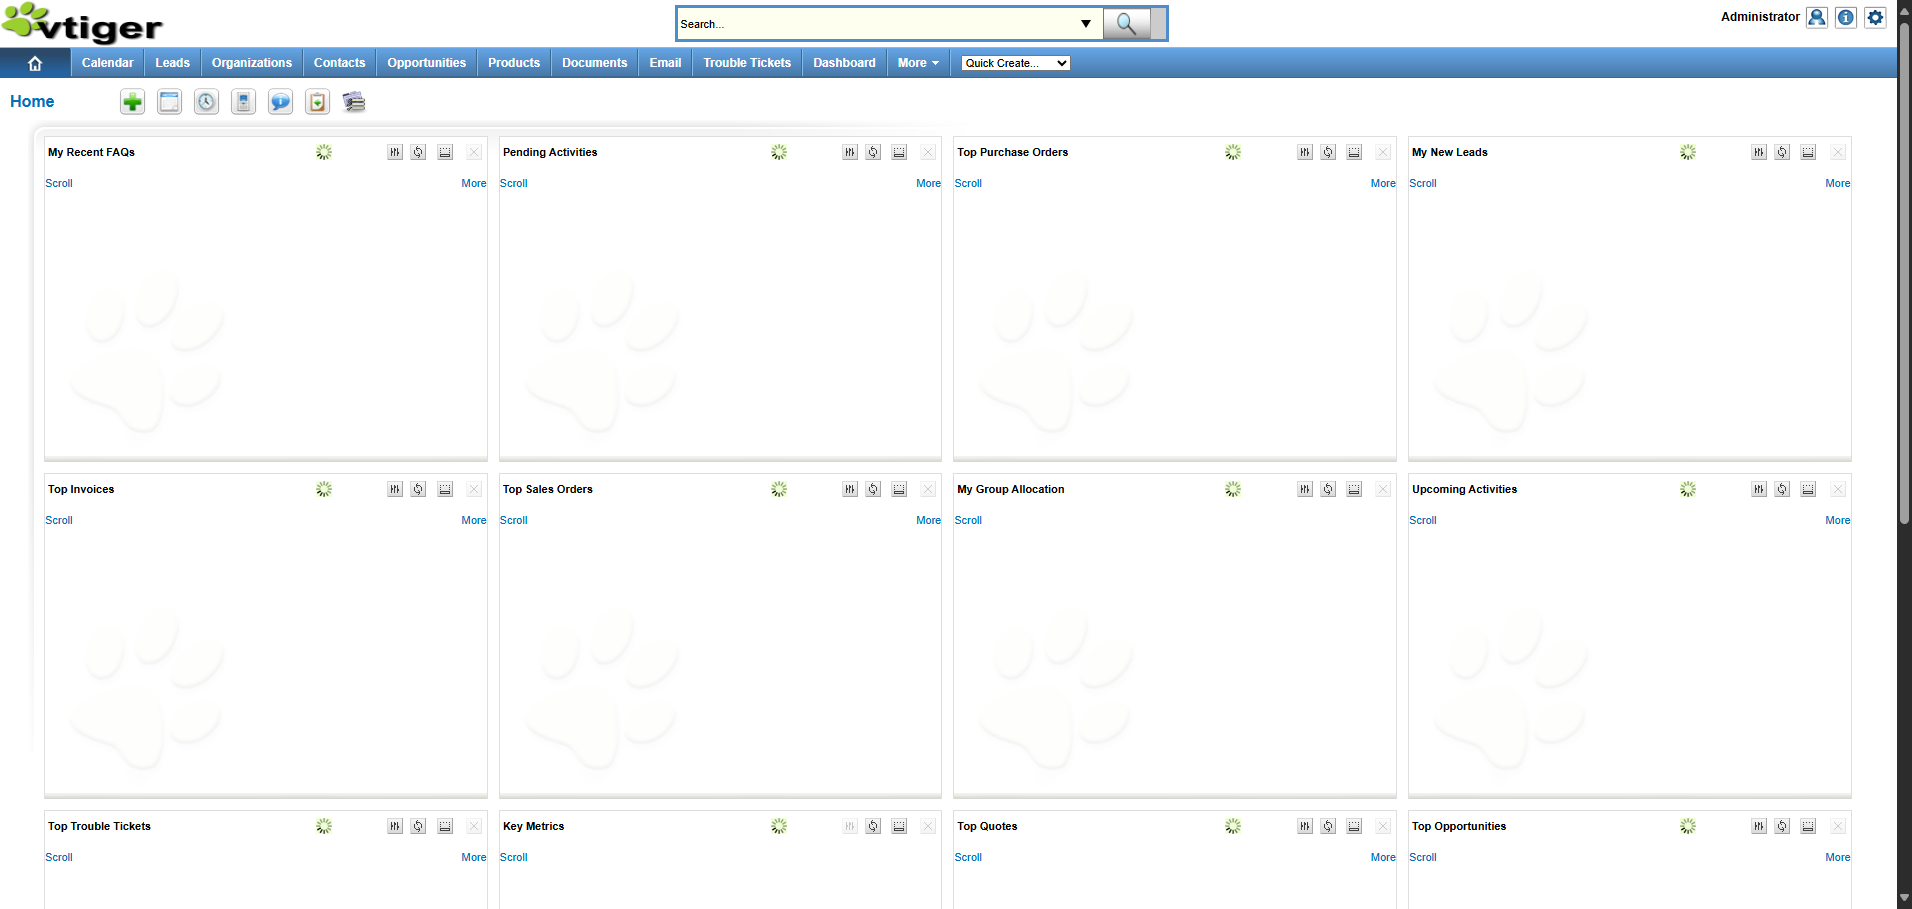 vtiger
Search...
Administrator
Calendar Leads Organizations Contacts Opportunities Products Documents Email Trouble Tickets Dashboard More Quick Create...
Home
My Recent FAQs
Scroll More
Pending Activities
Scroll More
Top Purchase Orders
Scroll More
My New Leads
Scroll More
Top Invoices
Scroll More
Top Sales Orders
Scroll More
My Group Allocation
Scroll
Upcoming Activities
Scroll More
Top Trouble Tickets
Scroll More
Key Metrics
Scroll
Top Quotes
Scroll More
Top Opportunities
Scroll More